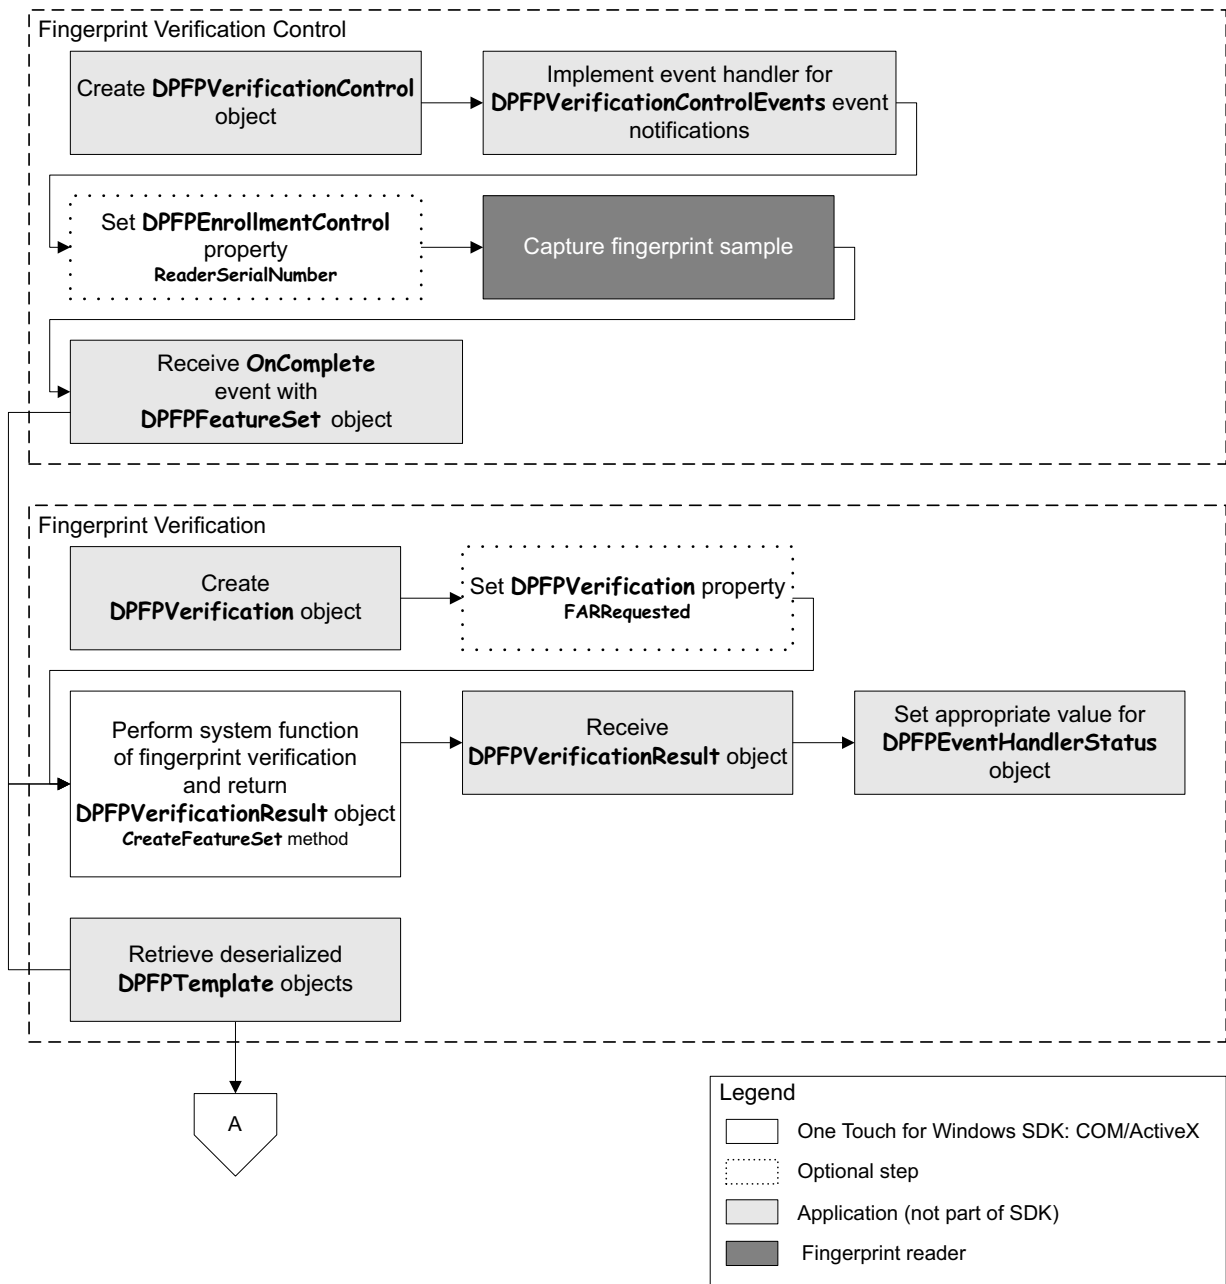 Fingerprint Verification Control
Create DPFPVerificationControl
object
Implement event handler for
DPFPVerificationControlEvents event
notifications
Set DPFPEnrollmentControl
property
ReaderSerialNumber
Capture fingerprint sample
Receive OnComplete
event with
DPFPFeatureSet object
Fingerprint Verification
Create
DPFPVerification object
Set DPFPVerification property
FARRequested
Perform system function
of fingerprint verification
and return
DPFPVerificationResult object
CreateFeatureSet method
Receive
DPFPVerificationResult object
Set appropriate value for
DPFPEventHandlerStatus
object
Retrieve deserialized
DPFPTemplate objects
A
Legend
One Touch for Windows SDK: COM/ActiveX
Optional step
Application (not part of SDK)
Fingerprint reader